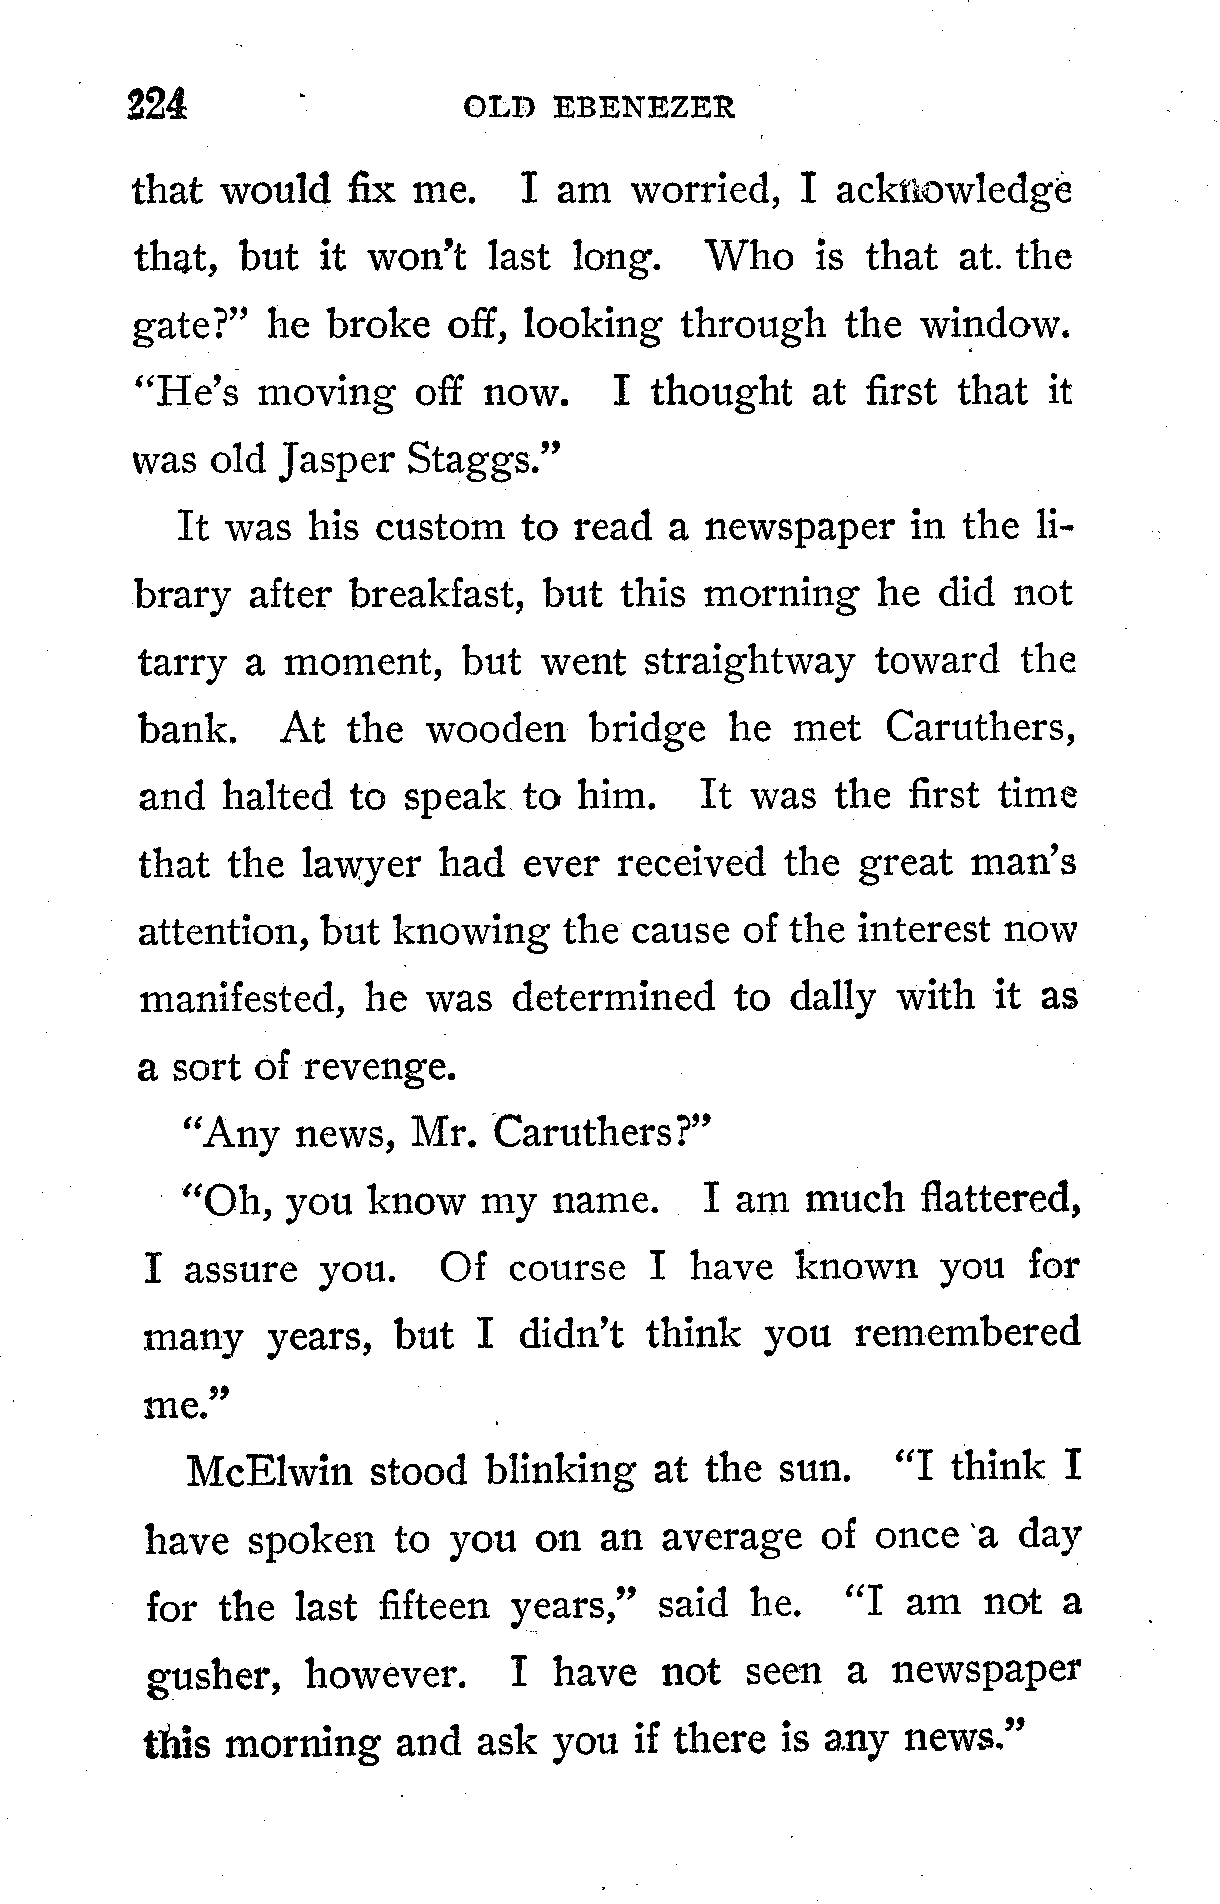 224 OLD EBENEZER
that would fix me. I am worried, I acknowledge
that, but it won't last long. Who is that at. the
gate?" he broke off, looking through the window.
"He's moving off now. I thought at first that it
was old Jasper Staggs."
It was his custom to read a newspaper in the li-
brary after breakfast, but this morning he did not
tarry a moment, but went straightway toward the
bank. At the wooden bridge he met Caruthers,
and halted to speak to him. It was the first time
that the lawyer had ever received the great man's
attention, but knowing the cause of the interest now
manifested, he was determined to dally with it as
a sort of revenge.
"Any news, Mr. Caruthers?"
"Oh, you know my name. I am much flattered,
I assure you. Of course I have known you for
many years, but I didn't think you remembered
me."
McElwin stood blinking at the sun. "I think I
have spoken to you on an average of once a day
for the last fifteen years," said he. "I am not a
gusher, however. I have not seen a newspaper
this morning and ask you if there is any news."